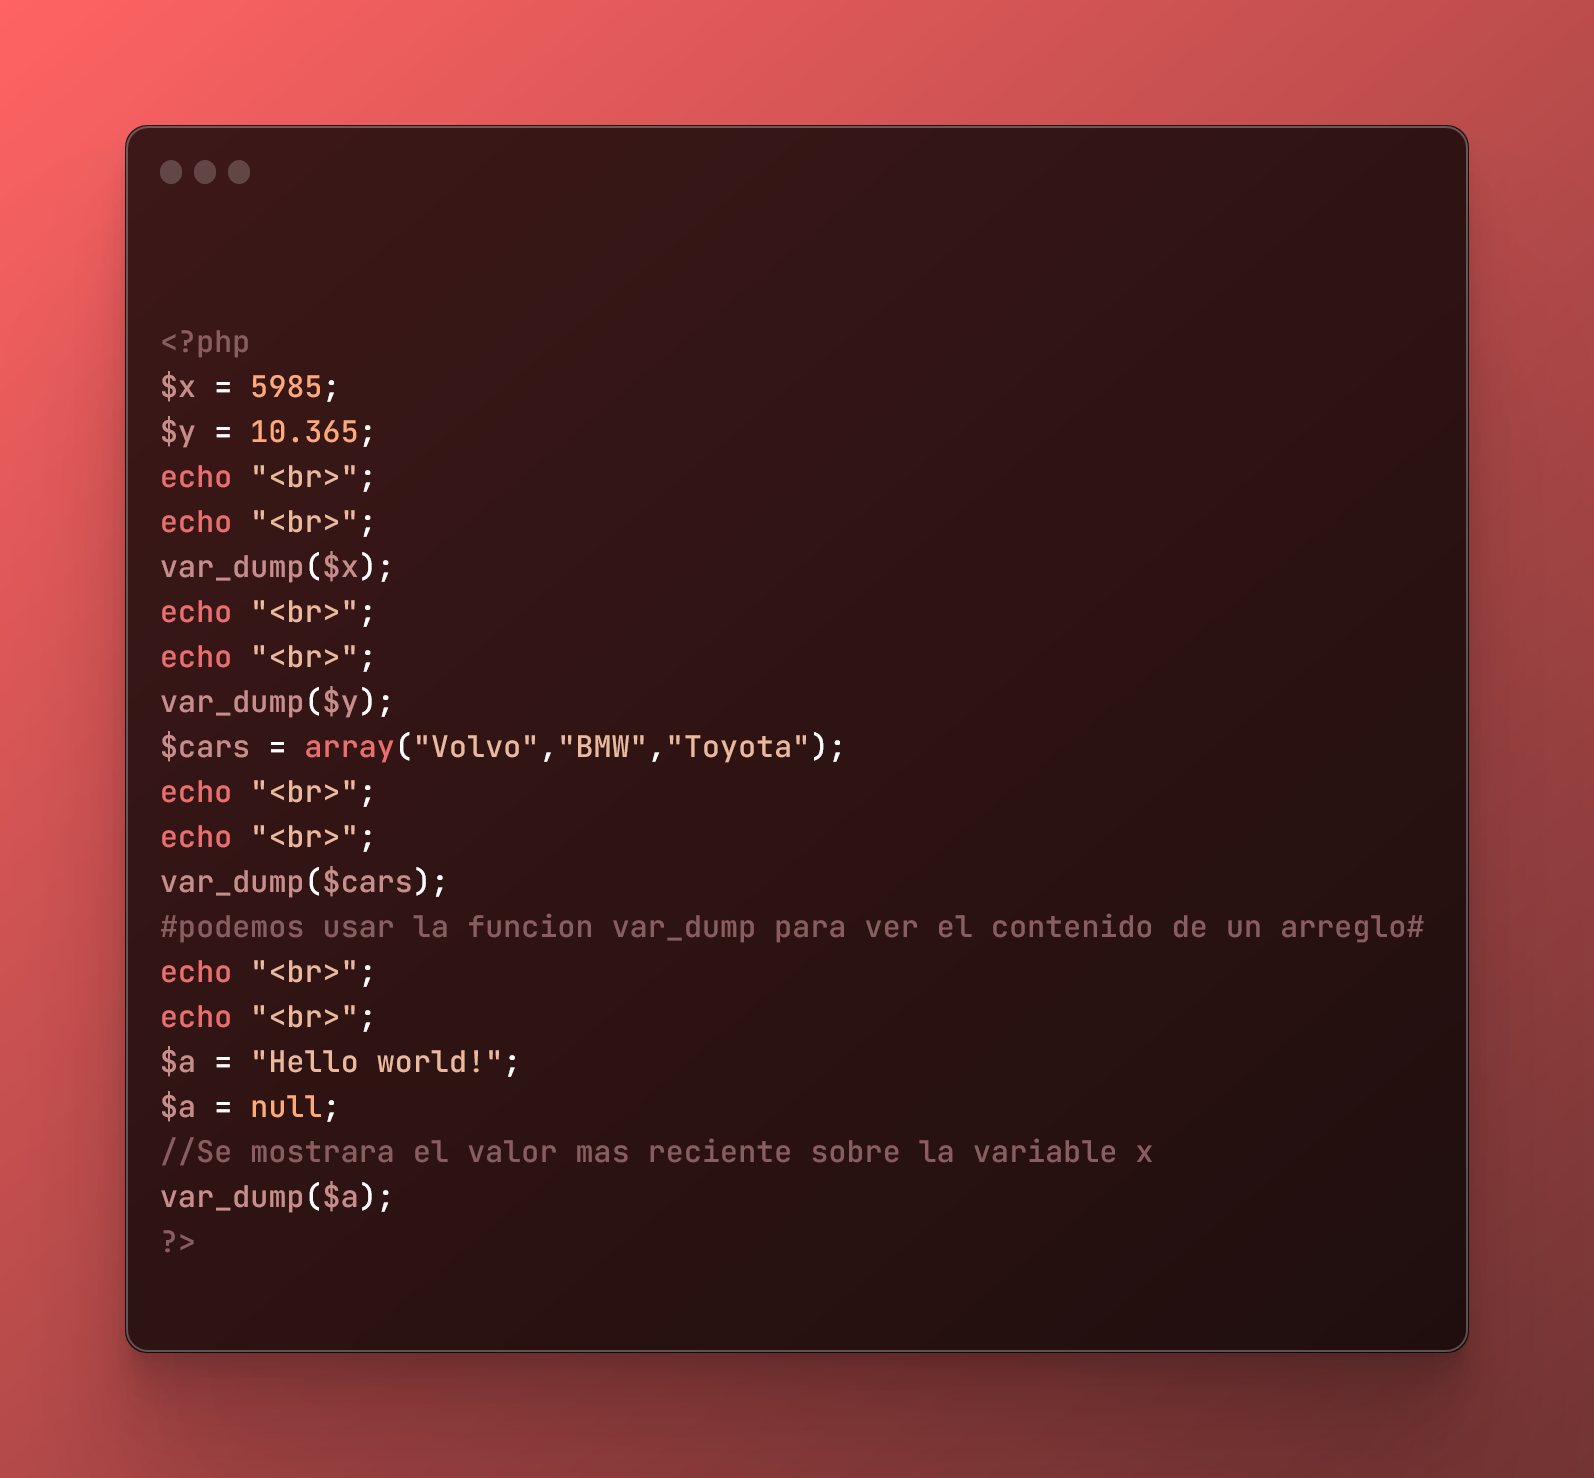 <?php
$x = 5985;
$y = 10.365;
echo "<br>";
echo "<br>";
var_dump($x);
echo "<br>";
echo "<br>";
var_dump($y);
$cars = array("Volvo","BMW","Toyota");
echo "<br>";
echo "<br>";
var_dump($cars);
#podemos usar la funcion var_dump para ver el contenido de un arreglo#
echo "<br>";
echo "<br>";
$a = "Hello world!";
$a = null;
//Se mostrara el valor mas reciente sobre la variable x
var_dump($a);
?>